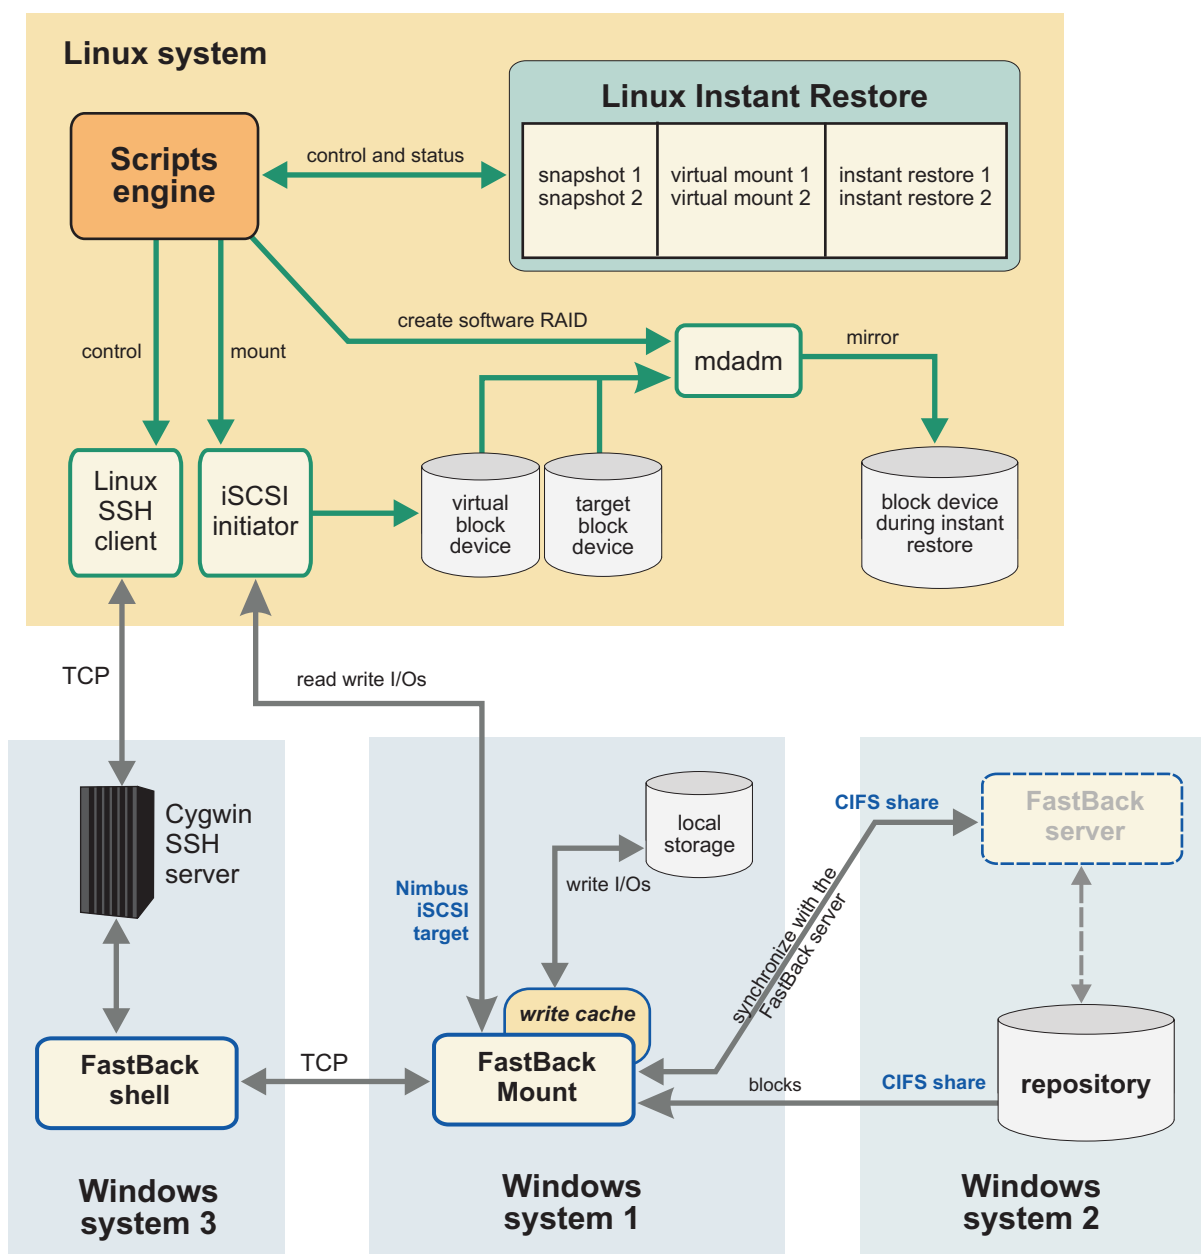 Linux system
Linux Instant Restore
Scripts
engine
control and status
snapshot 1
snapshot 2
virtual mount 1
virtual mount 2
instant restore 1
instant restore 2
create software RAID
control
mount
mdadm
mirror
Linux
SSH
client
iSCSI
initiator
virtual
block
device
target
block
device
block device
during instant
restore
TCP
read write I/Os
Cygwin
SSH
server
local
storage
write I/Os
Nimbus
iSCSI
target
CIFS share
FastBack
server
synchronize with the
FastBack server
write cache
FastBack
shell
TCP
FastBack
Mount
blocks
CIFS share
repository
Windows
system 3
Windows
system 1
Windows
system 2